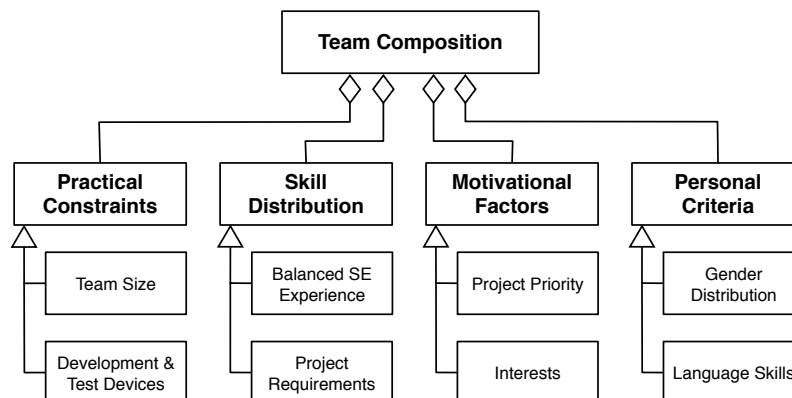 Team Composition
Practical
Constraints
Skill
Distribution
Motivational
Factors
Personal
Criteria
Team Size
Balanced SE
Experience
Project Priority
Gender
Distribution
Development &
Test Devices
Project
Requirements
Interests
Language Skills